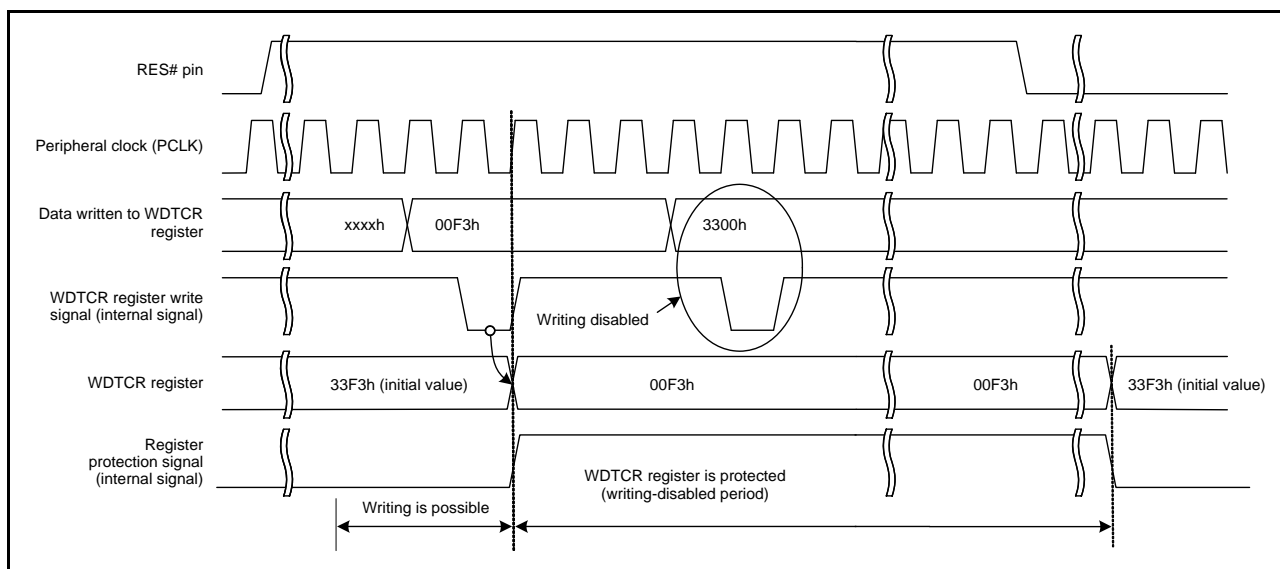 RES# pin
Peripheral clock (PCLK)
Data written to WDTCR
register
xxxxh
00F3h
3300h
WDTCR register write
signal (internal signal)
Writing disabled
WDTCR register
33F3h (initial value)
00F3h
00F3h
33F3h (initial value)
Register
protection signal
(internal signal)
WDTCR register is protected
(writing-disabled period)
Writing is possible